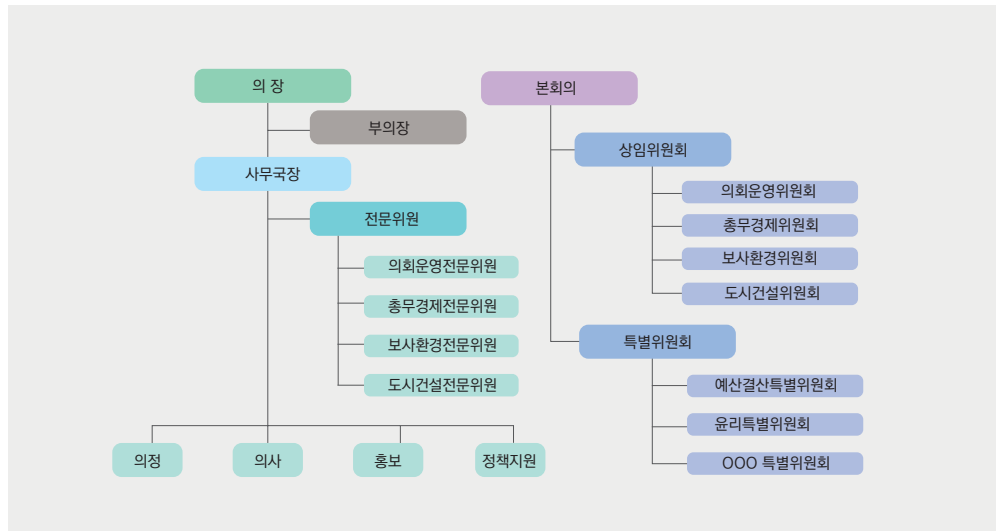 의 장
부의장
사무국장
전문위원
의회운영전문위원
총무경제전문위원
보사환경전문위원
도시건설전문위원
의정
의사
홍보
정책지원
본회의
상임위원회
의회운영위원회
총무경제위원회
보사환경위원회
도시건설위원회
특별위원회
예산결산특별위원회
윤리특별위원회
OOO 특별위원회